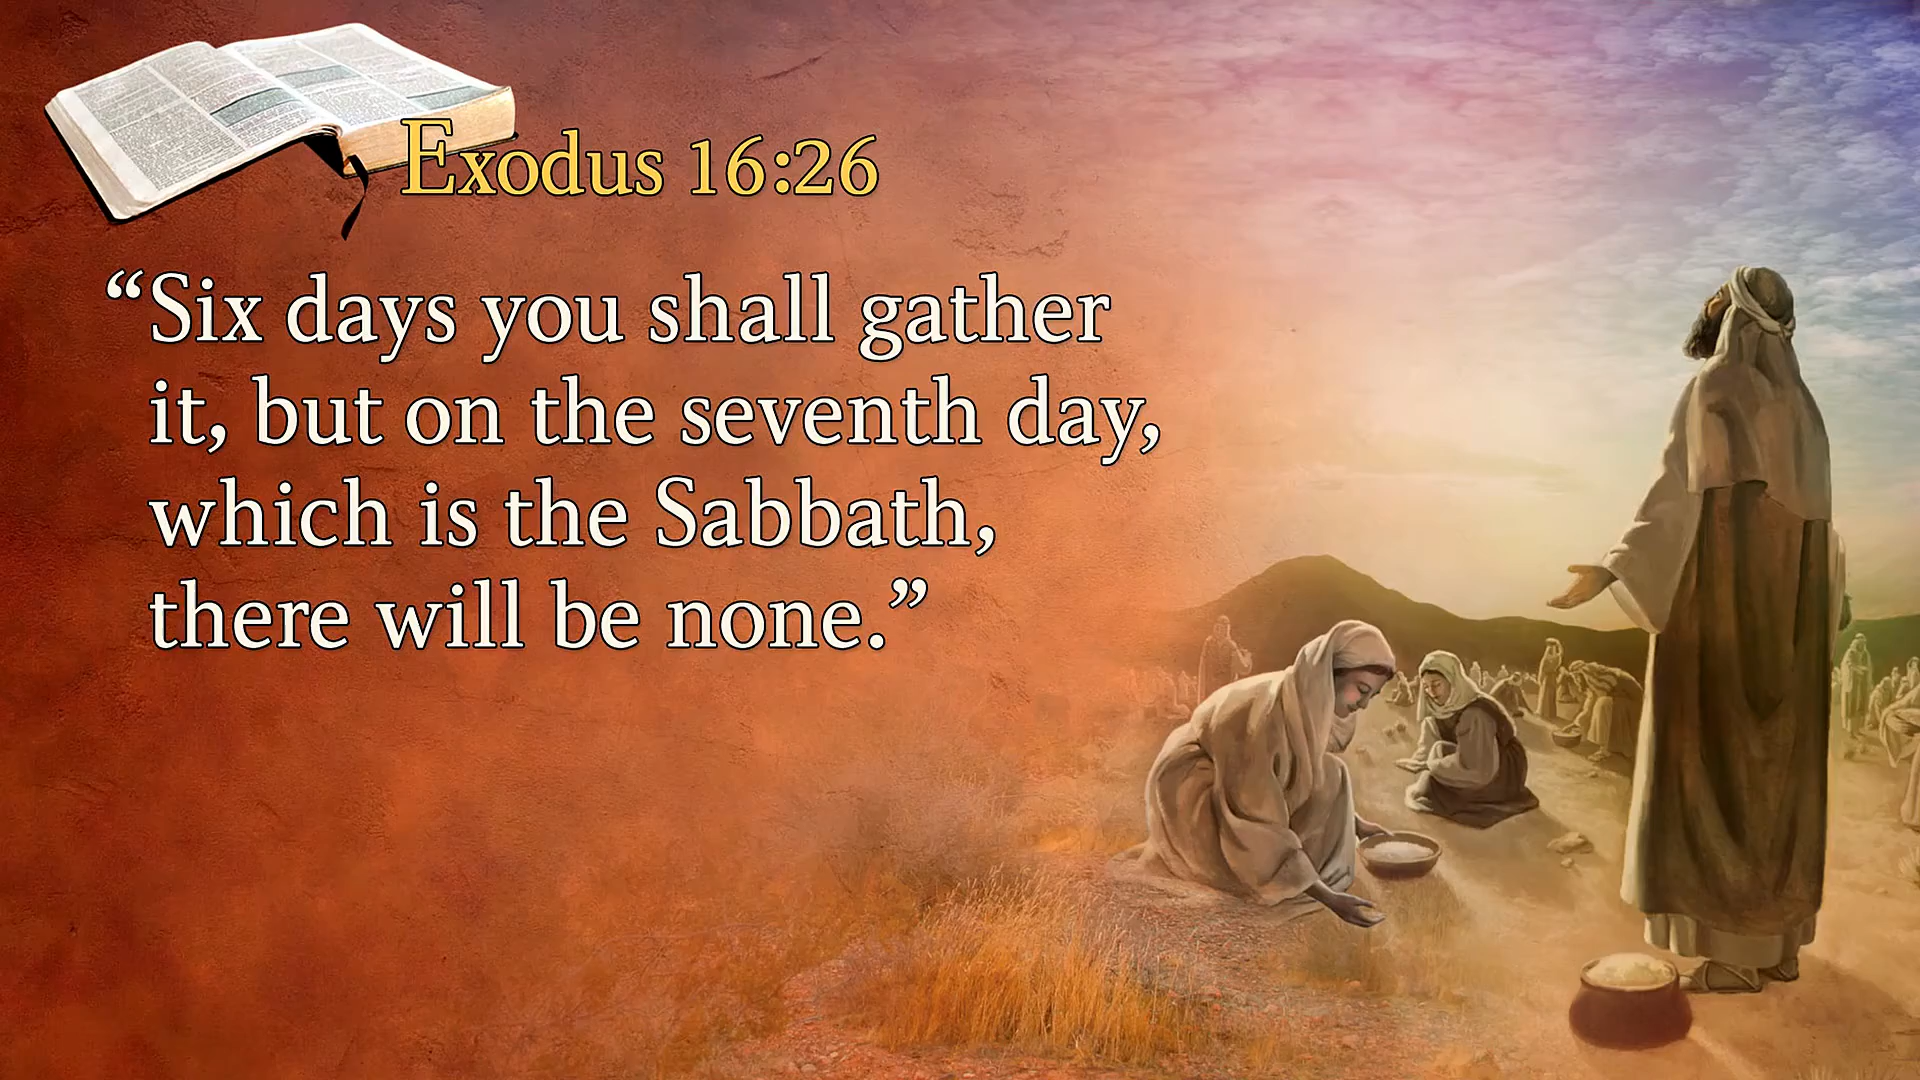 Exodus 16:26
“Six days you shall gather
it, but on the seventh day,
which is the Sabbath,
there will be none.”